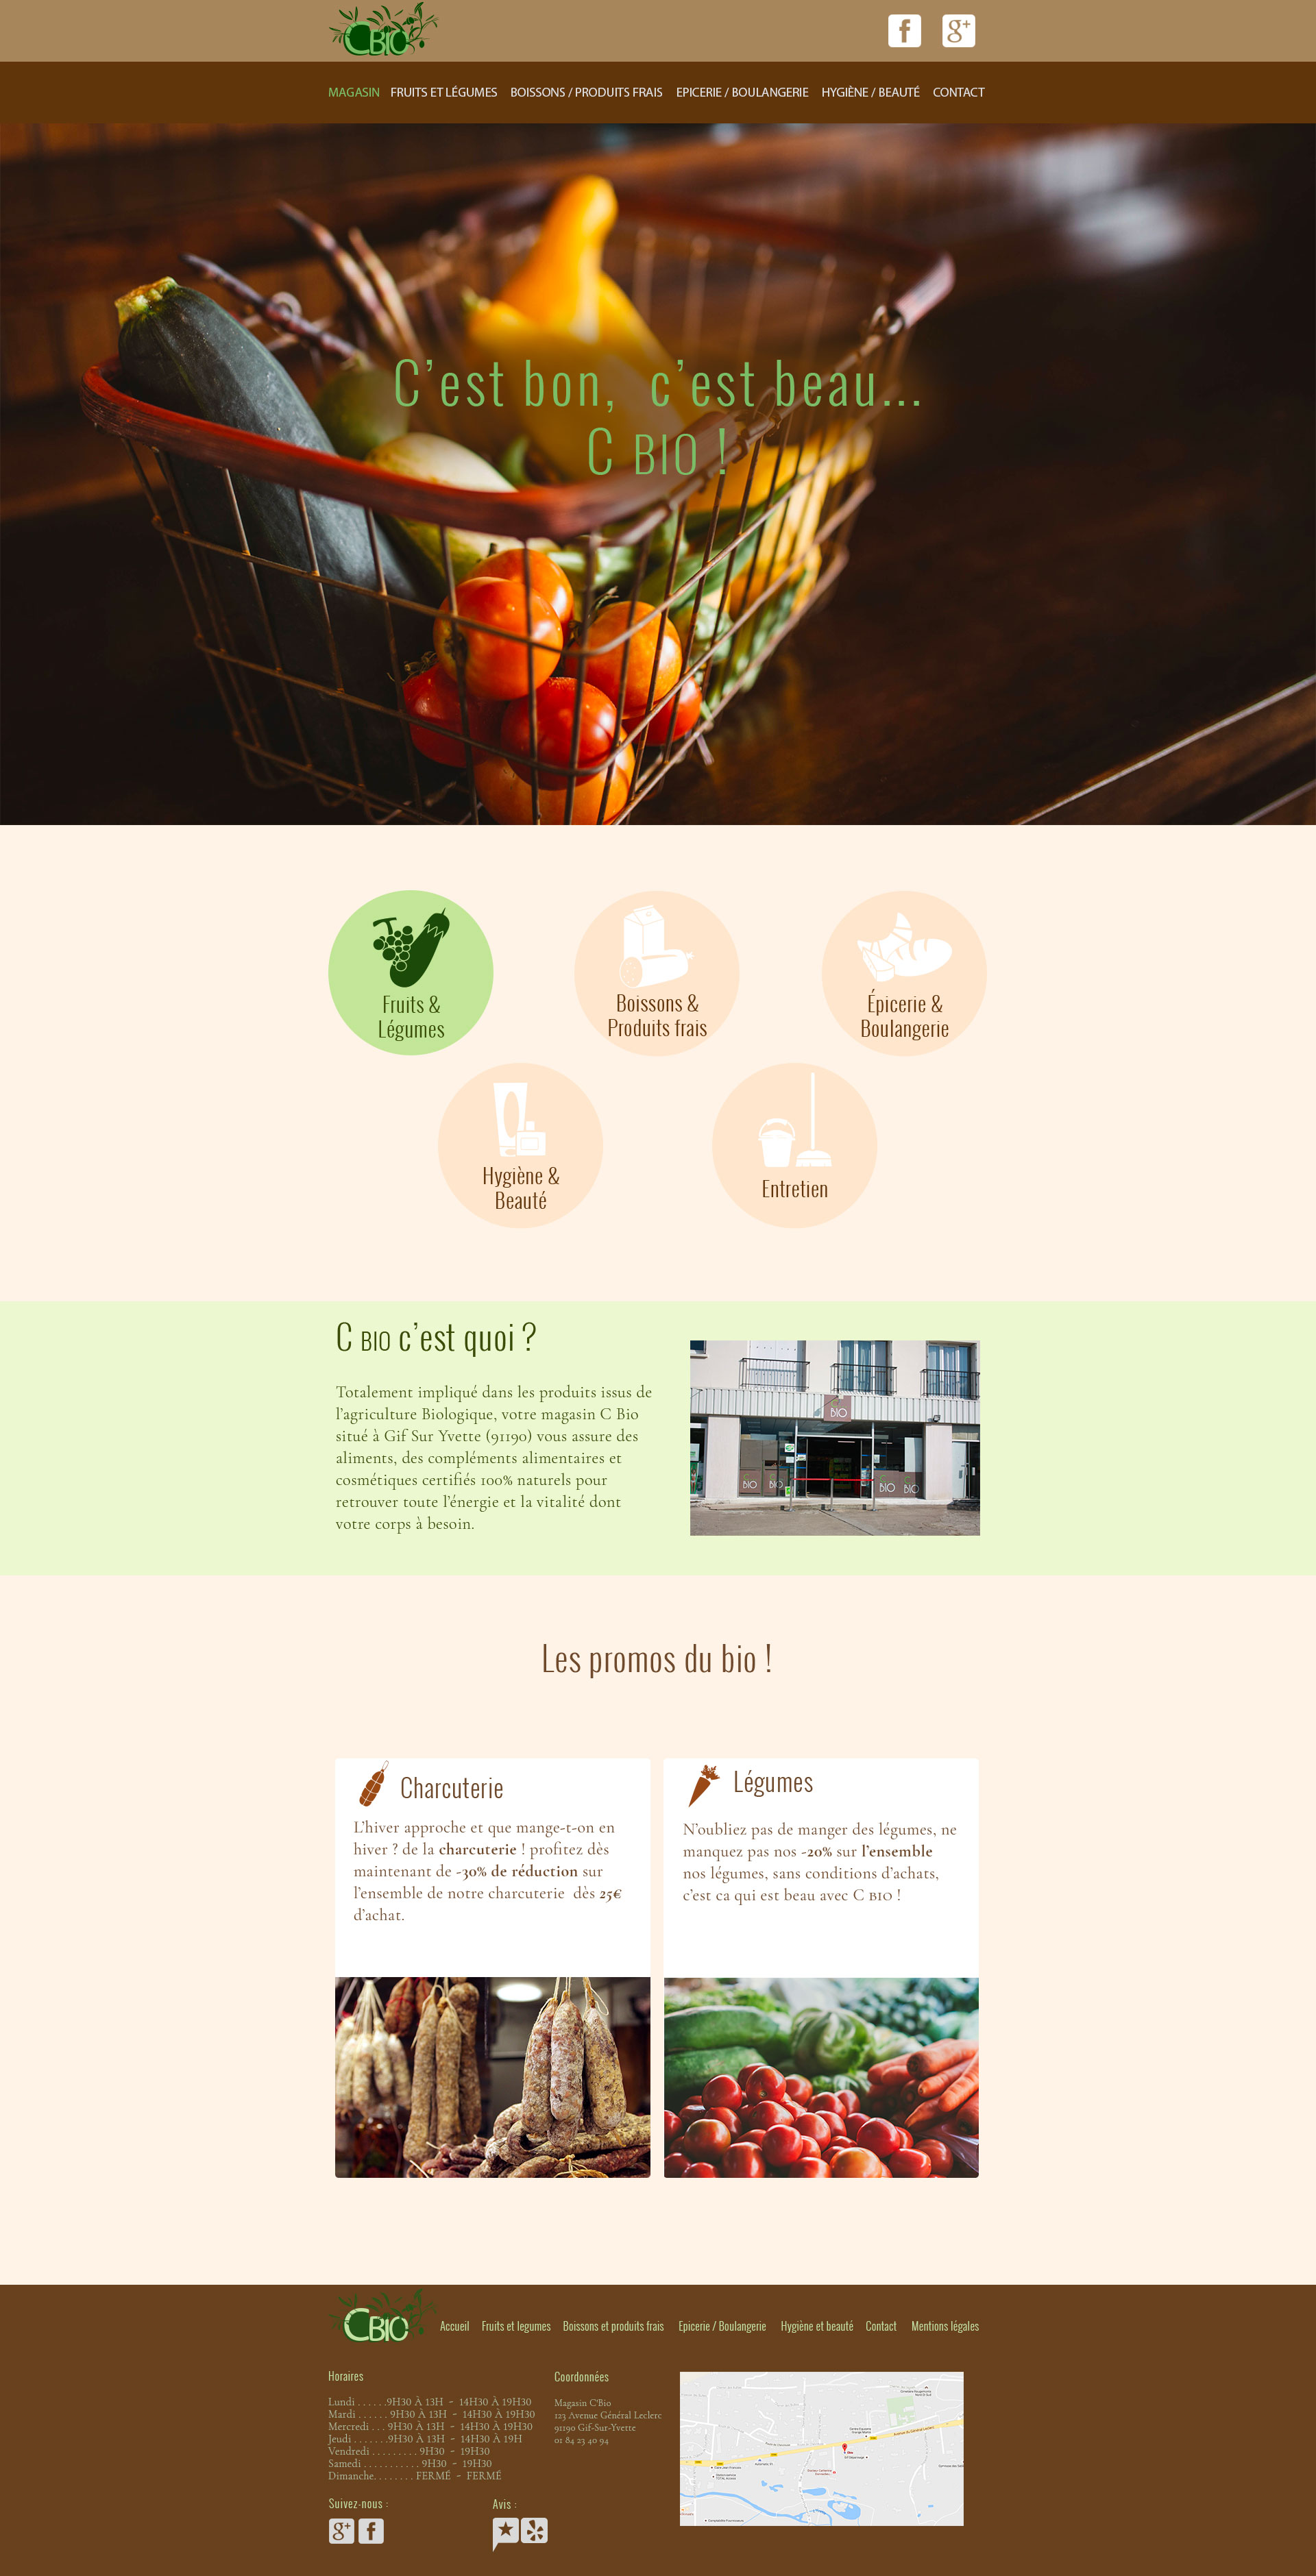 CBIO
MAGASIN FRUITS ET LÉGUMES BOISSONS / PRODUITS FRAIS EPICERIE / BOULANGERIE HYGIÈNE / BEAUTÉ CONTACT
C'est bon, c'est beau...
C BIO !
Fruits &
Légumes
Boissons &
Produits frais
Épicerie &
Boulangerie
Hygiène &
Beauté
Entretien
C BIO c'est quoi ?
Totalement impliqué dans les produits issus de
l'agriculture Biologique, votre magasin C Bio
situé à Gif Sur Yvette (91190) vous assure des
aliments, des compléments alimentaires et
cosmétiques certifiés 100% naturels pour
retrouver toute l'énergie et la vitalité dont
votre corps à besoin.
BIO
BIO BIO BIO BIO
Les promos du bio !
Charcuterie
L'hiver approche et que mange-t-on en
hiver ? de la charcuterie ! profitez dès
maintenant de -30% de réduction sur
l'ensemble de notre charcuterie dès 25€
d'achat.
Légumes
N'oubliez pas de manger des légumes, ne
manquez pas nos -20% sur l'ensemble
nos légumes, sans conditions d'achats,
c'est ca qui est beau avec C BIO !
CBIO
Accueil Fruits et legumes Boissons et produits frais Epicerie / Boulangerie Hygiène et beauté Contact Mentions légales
Horaires
Lundi . . . . . .9H30 À 13H - 14H30 À 19H30
Mardi . . . . . . 9H30 À 13H - 14H30 À 19H30
Mercredi . . . 9H30 À 13H - 14H30 À 19H30
Jeudi . . . . . . .9H30 À 13H - 14H30 À 19H
Vendredi . . . . . . . . . 9H30 - 19H30
Samedi . . . . . . . . . . . 9H30 - 19H30
Dimanche. . . . . . . . FERMÉ - FERMÉ
Coordonnées
Magasin C'Bio
123 Avenue Général Leclerc
91190 Gif-Sur-Yvette
01 84 23 40 94
Suivez-nous :
Avis :